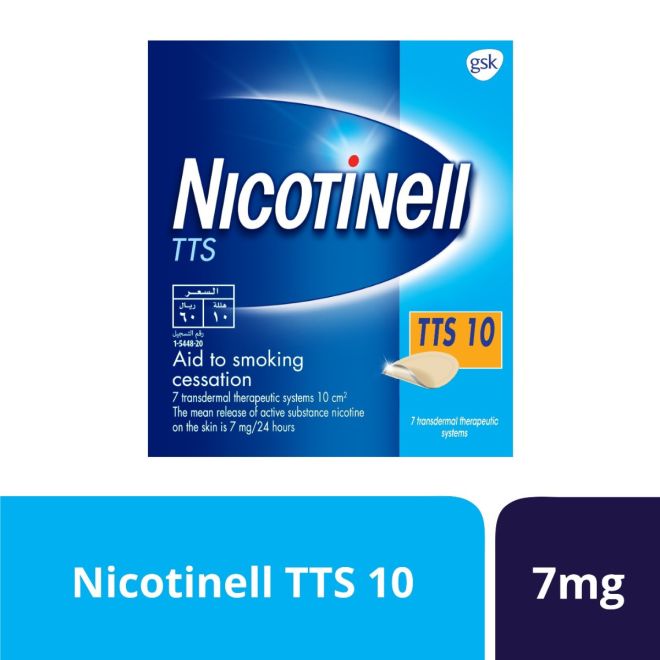 gsk
NICOTINell
TTS
السعر
ريال هللة
٦٠ ١٠
رقم التسجيل
1-5448-20
TTS 10
Aid to smoking
cessation
7 transdermal therapeutic systems 10 cm²
The mean release of active substance nicotine
on the skin is 7 mg/24 hours
7 transdermal therapeutic
systems
Nicotinell TTS 10
7mg